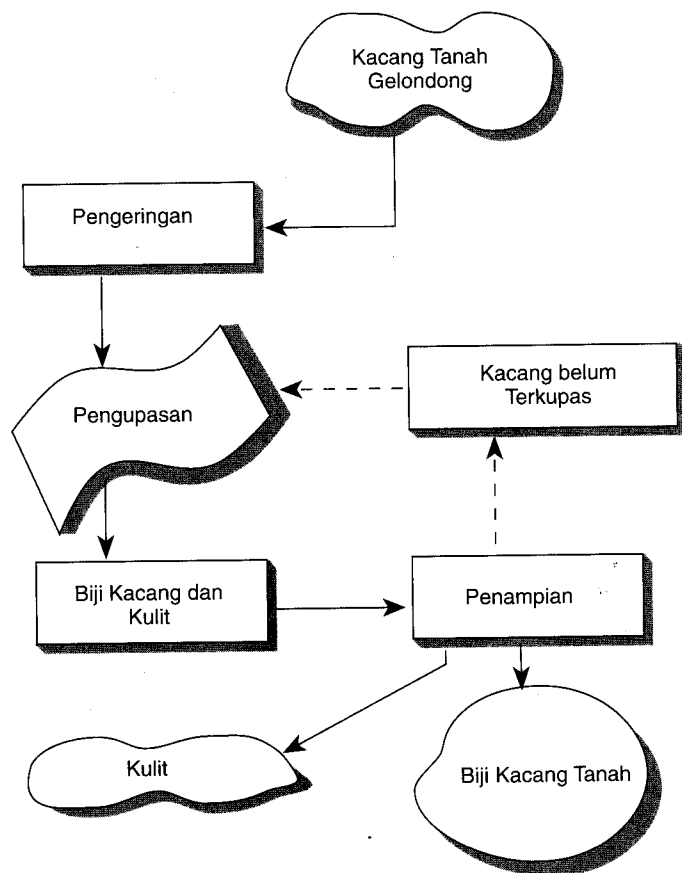 Kacang Tanah
Gelondong
Pengeringan
Pengupasan
Kacang belum
Terkupas
Biji Kacang dan
Kulit
Penampian
Kulit
Biji Kacang Tanah